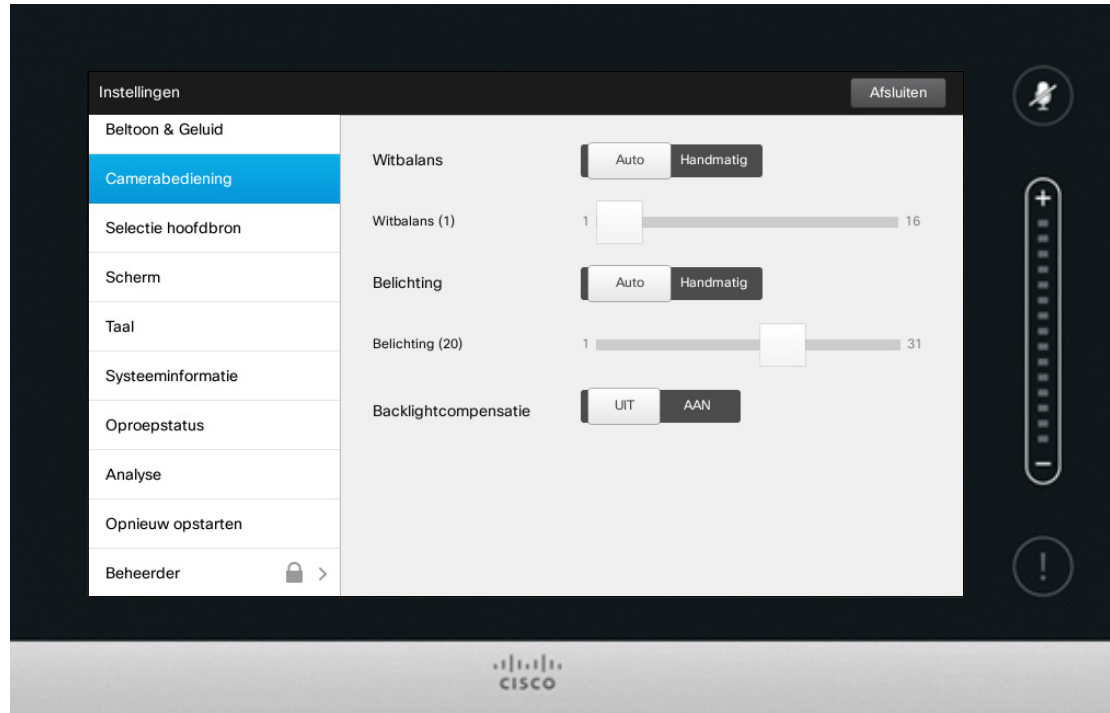 Instellingen
Afsluiten
Beltoon & Geluid
Camerabediening
Selectie hoofdbron
Scherm
Taal
Systeeminformatie
Oproepstatus
Analyse
Opnieuw opstarten
Beheerder
Witbalans Auto Handmatig
Witbalans (1) 1 16
Belichting Auto Handmatig
Belichting (20) 1 31
Backlightcompensatie UIT AAN
+
−
!
CISCO